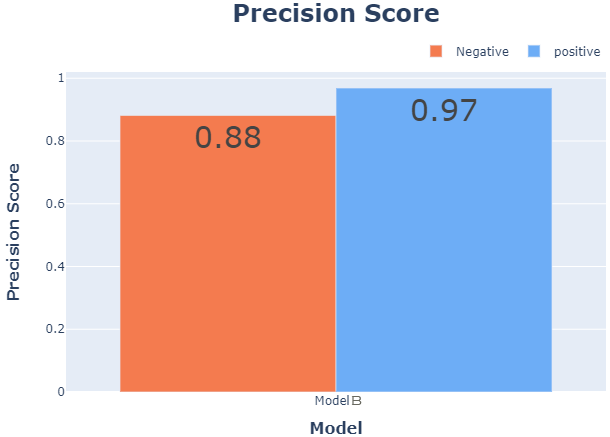 Precision Score
Negative positive
1
0.8
0.6
0.4
0.2
0
Precision Score
0.88
0.97
Model B
Model